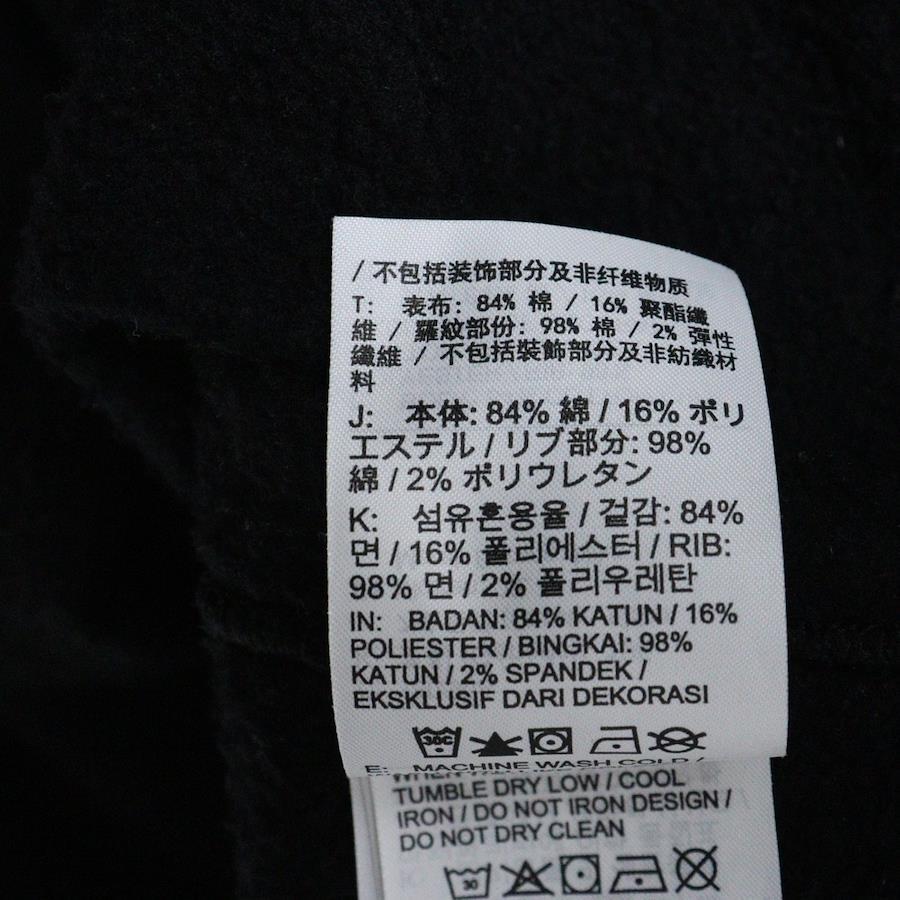 / 不包括装饰部分及非纤维物质
T: 表布: 84% 棉 / 16% 聚酯纖
維 / 羅紋部份: 98% 棉 / 2% 彈性
纖維 / 不包括裝飾部分及非紡織材
料
J: 本体: 84% 綿 / 16% ポリ
エステル / リブ部分: 98%
綿 / 2% ポリウレタン
K: 섬유혼용율 / 겉감: 84%
면 / 16% 폴리에스터 / RIB:
98% 면 / 2% 폴리우레탄
IN: BADAN: 84% KATUN / 16%
POLIESTER / BINGKAI: 98%
KATUN / 2% SPANDEK /
EKSKLUSIF DARI DEKORASI
30C
E: MACHINE WASH COLD /
TUMBLE DRY LOW / COOL
IRON / DO NOT IRON DESIGN /
DO NOT DRY CLEAN
30